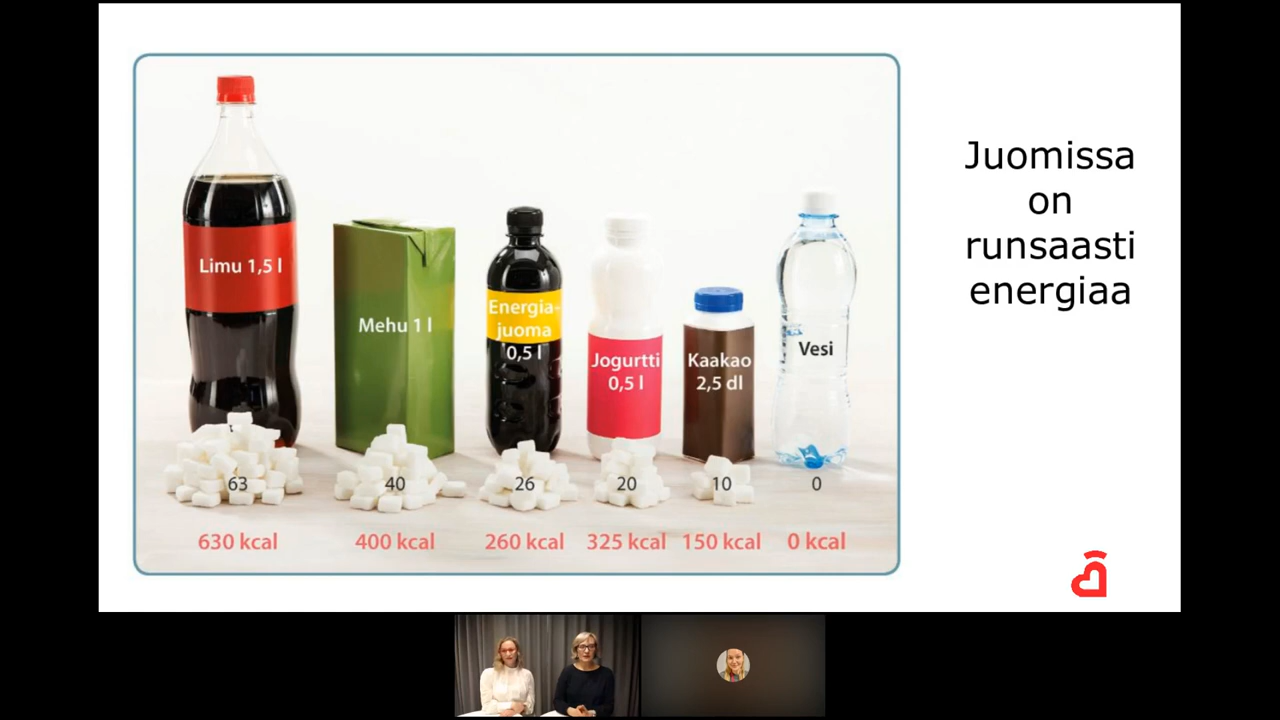 Juomissa
on
runsaasti
energiaa
Limu 1,5 l
Mehu 1 l
Energia-
juoma
0,5 l
Jogurtti
0,5 l
Kaakao
2,5 dl
Vesi
63 40 26 20 10 0
630 kcal 400 kcal 260 kcal 325 kcal 150 kcal 0 kcal